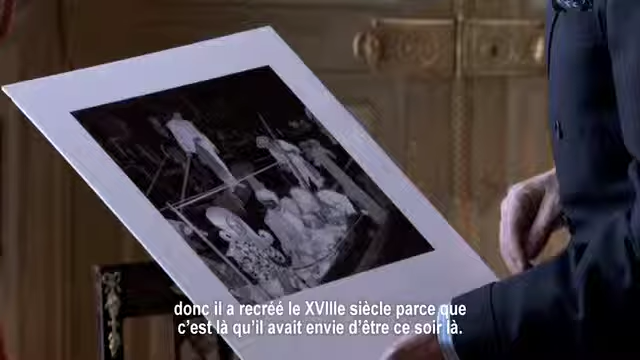 donc il a recréé le XVIIIe siècle parce que
c'est là qu'il avait envie d'être ce soir là.